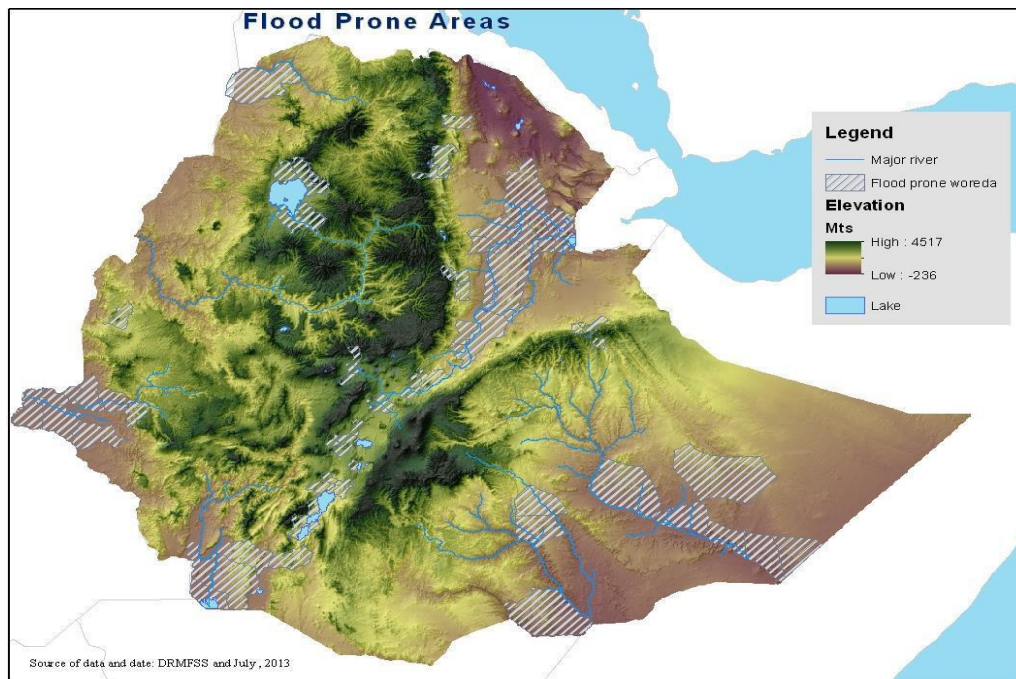 Flood Prone Areas
Legend
Major river
Flood prone woreda
Elevation
Mts
High : 4517
Low : -236
Lake
Source of data and date: DRMFSS and July , 2013